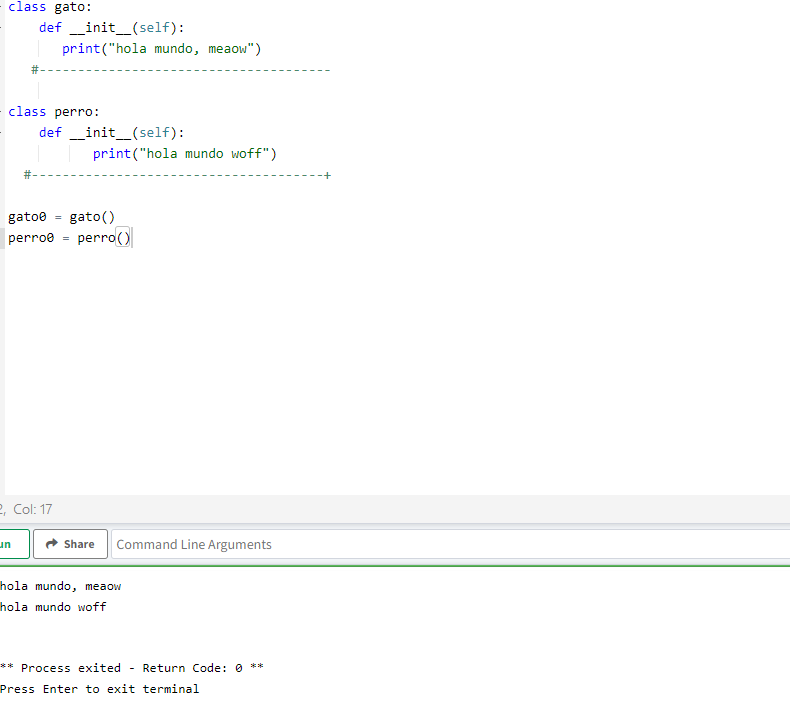 class gato:
    def __init__(self):
       print("hola mundo, meaow")
   #--------------------------------------
class perro:
    def __init__(self):
           print("hola mundo woff")
  #--------------------------------------+
gato0 = gato()
perro0 = perro()
2, Col: 17
un Share Command Line Arguments
hola mundo, meaow
hola mundo woff
** Process exited - Return Code: 0 **
Press Enter to exit terminal